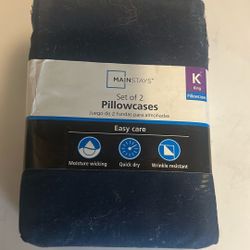 MAINSTAYS
K
King
Pillowcases
Set of 2
Pillowcases
Juego de 2 fundas para almohadas
Easy care
Moisture wicking
Quick dry
Wrinkle resistant